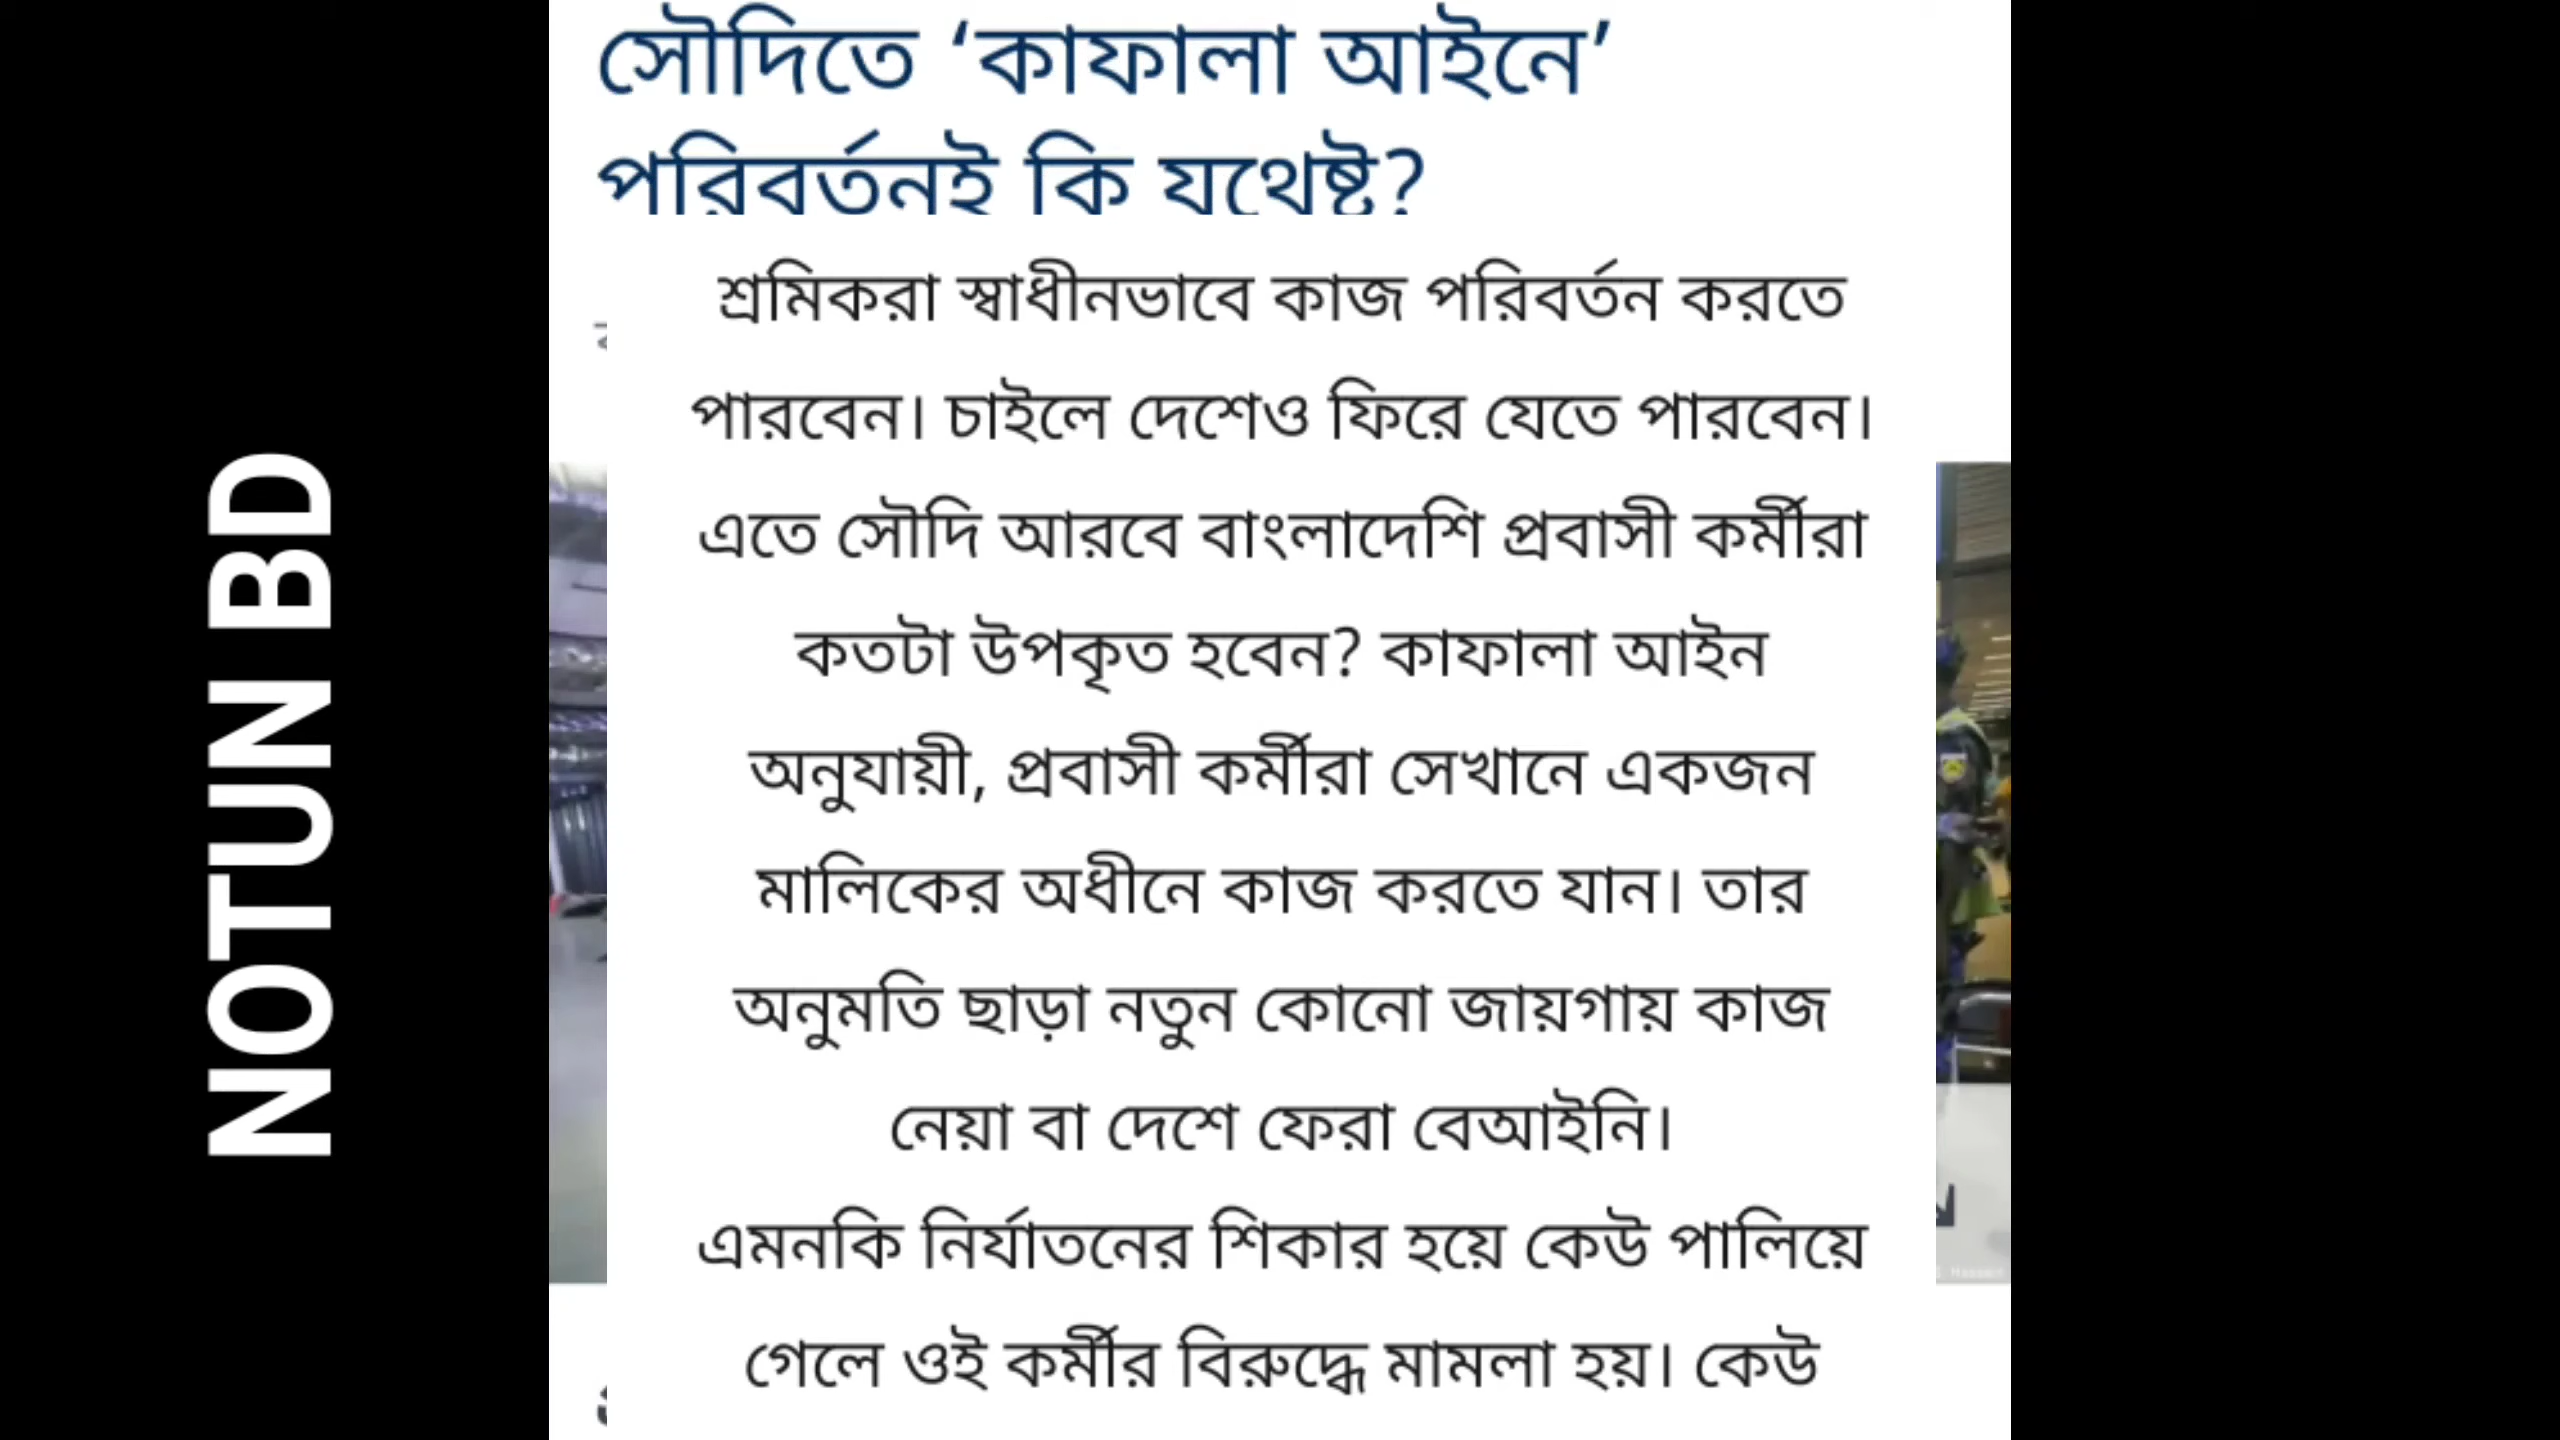 NOTUN BD
সৌদিতে ‘কাফালা আইনে’
পরিবর্তনই কি যথেষ্ট?
শ্রমিকরা স্বাধীনভাবে কাজ পরিবর্তন করতে
পারবেন। চাইলে দেশেও ফিরে যেতে পারবেন।
এতে সৌদি আরবে বাংলাদেশি প্রবাসী কর্মীরা
কতটা উপকৃত হবেন? কাফালা আইন
অনুযায়ী, প্রবাসী কর্মীরা সেখানে একজন
মালিকের অধীনে কাজ করতে যান। তার
অনুমতি ছাড়া নতুন কোনো জায়গায় কাজ
নেয়া বা দেশে ফেরা বেআইনি।
এমনকি নির্যাতনের শিকার হয়ে কেউ পালিয়ে
গেলে ওই কর্মীর বিরুদ্ধে মামলা হয়। কেউ